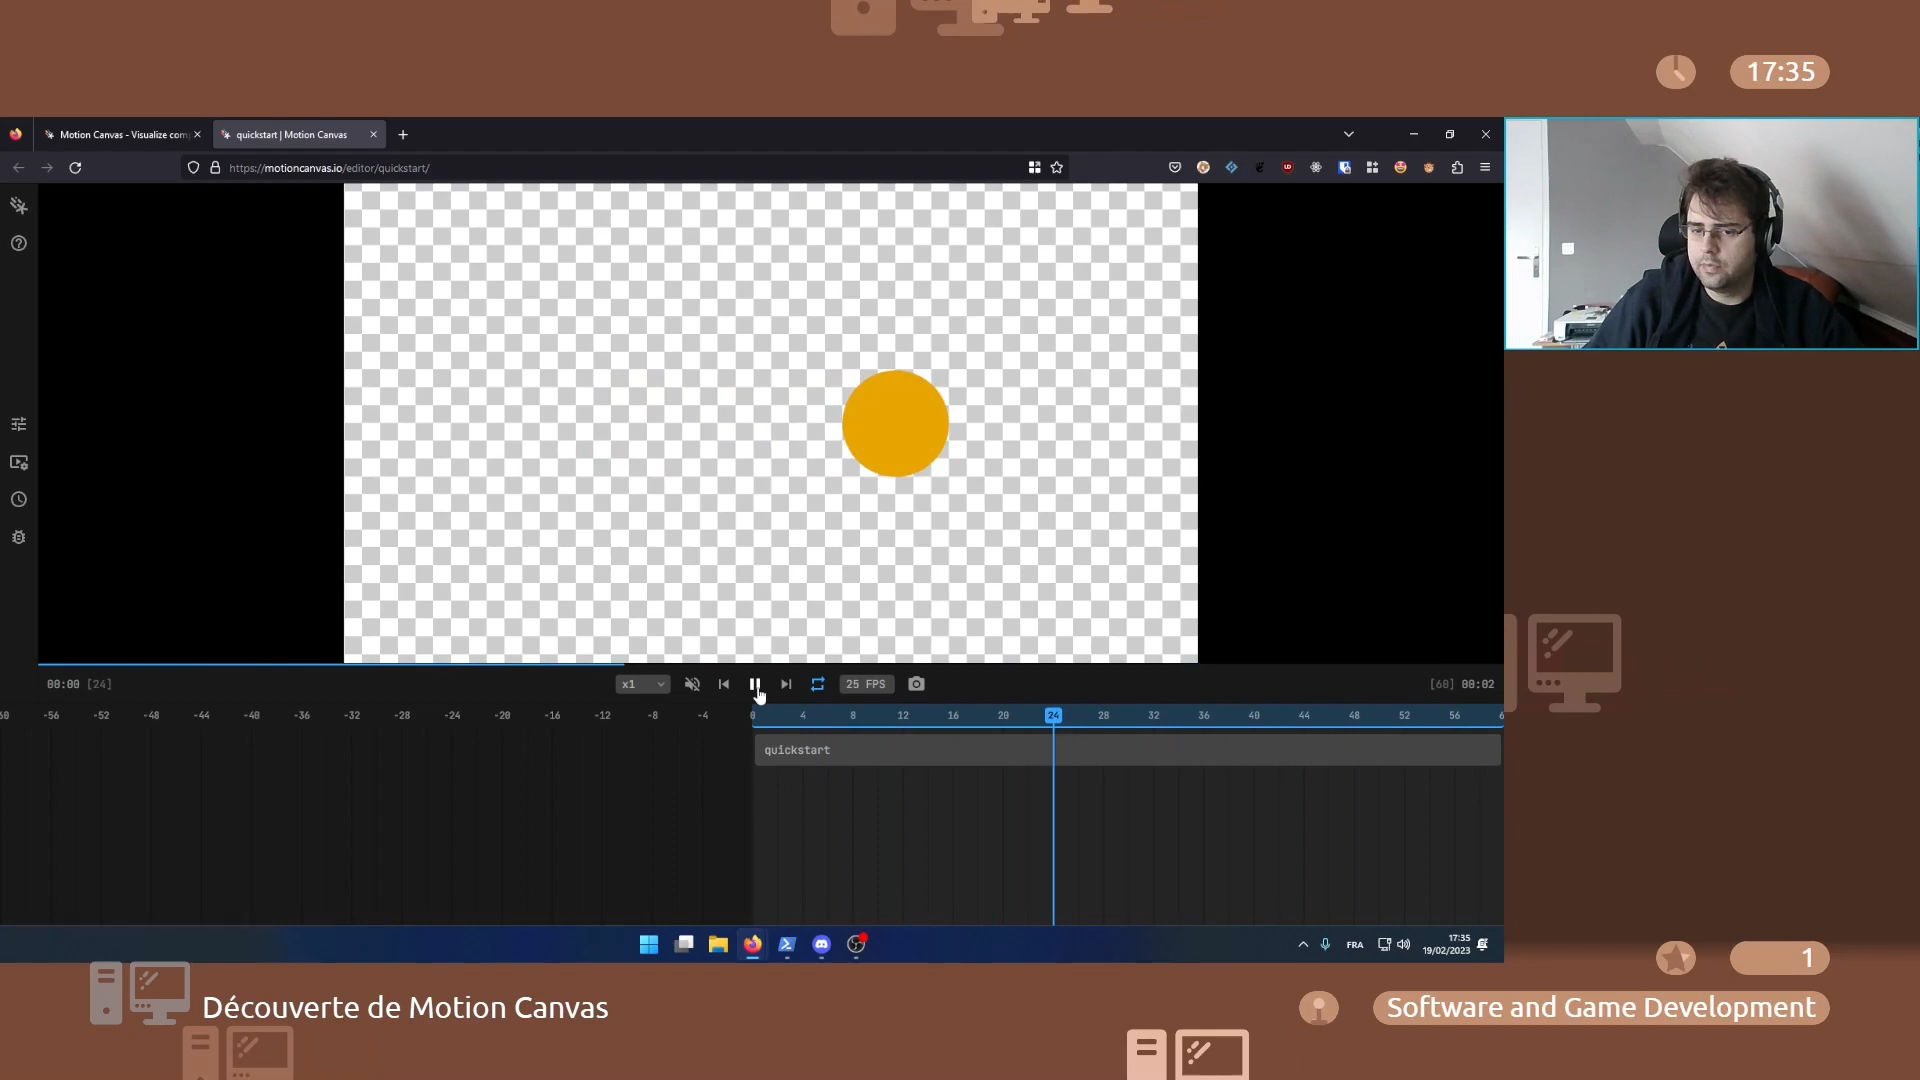 17:35
Motion Canvas - Visualize com
quickstart | Motion Canvas
https://motioncanvas.io/editor/quickstart/
00:00 [24]
x1
25 FPS
[60] 00:02
60 -56 -52 -48 -44 -40 -36 -32 -28 -24 -20 -16 -12 -8 -4 0 4 8 12 16 20 24 28 32 36 40 44 48 52 56 6
quickstart
FRA
17:35
19/02/2023
1
Découverte de Motion Canvas
Software and Game Development